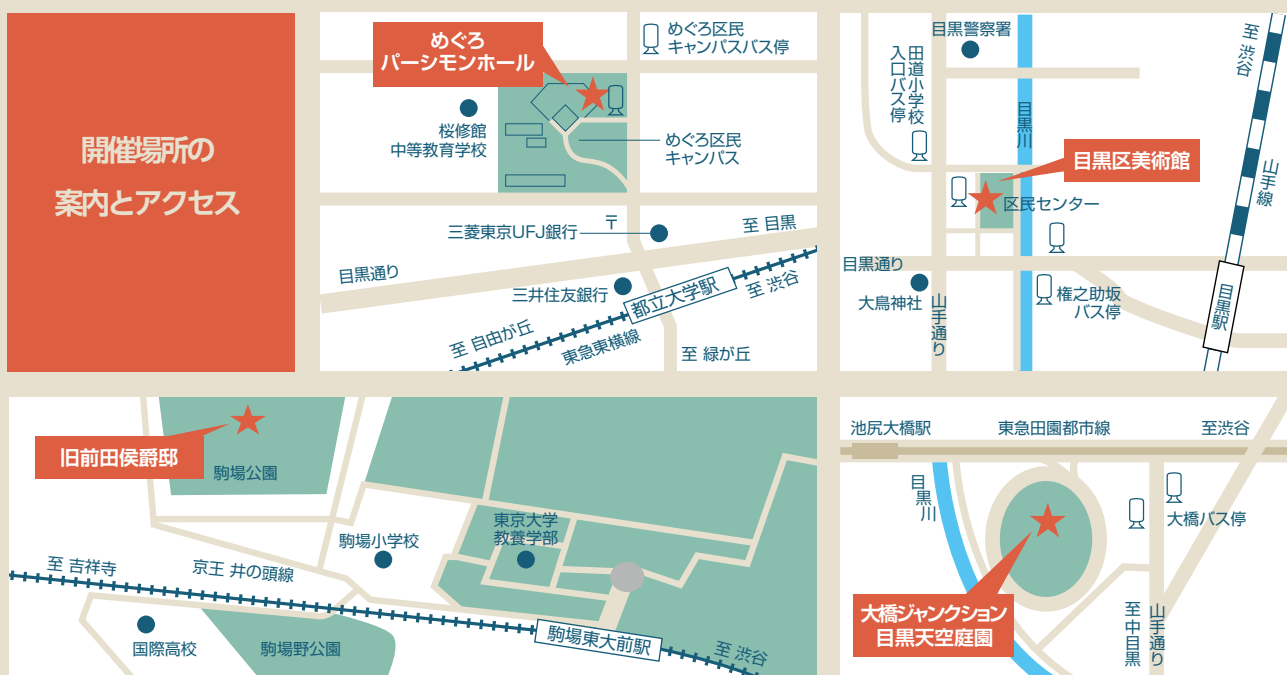 開催場所の
案内とアクセス
めぐろ
パーシモンホール
めぐろ区民
キャンパスバス停
桜修館
中等教育学校
めぐろ区民
キャンパス
〒
三菱東京UFJ銀行
至 目黒
目黒通り
三井住友銀行
都立大学駅
至 渋谷
至 自由が丘
東急東横線
至 緑が丘
目黒警察署
田道小学校
入口バス停
目黒川
至 渋谷
山手線
目黒区美術館
区民センター
目黒通り
大鳥神社
山手通り
権之助坂
バス停
目黒駅
旧前田侯爵邸
駒場公園
駒場小学校
東京大学
教養学部
至 吉祥寺
京王 井の頭線
国際高校
駒場野公園
駒場東大前駅
至 渋谷
池尻大橋駅
東急田園都市線
至渋谷
目黒川
大橋バス停
大橋ジャンクション
目黒天空庭園
至中目黒
山手通り